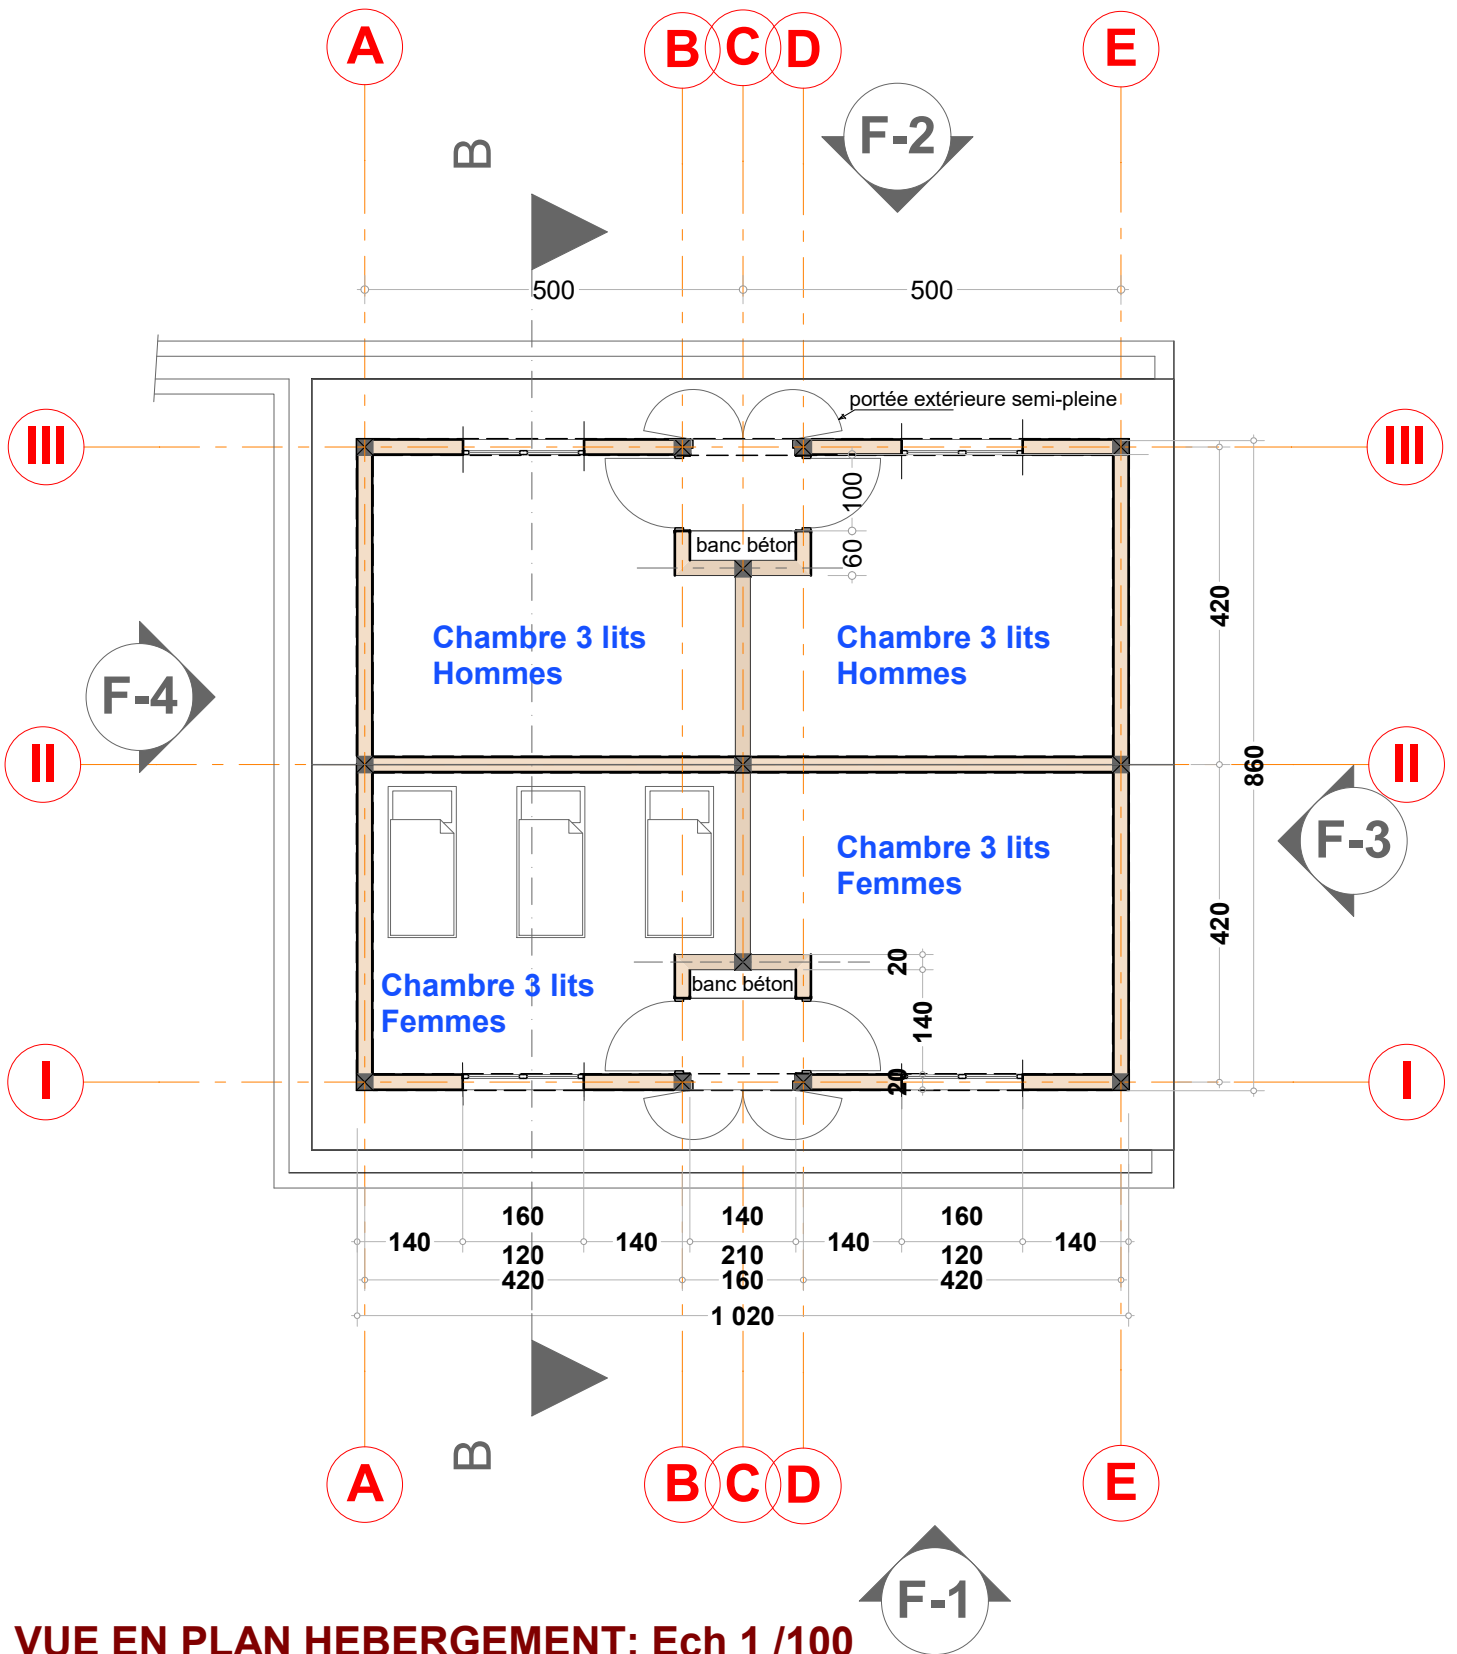 A B C D E
B
F-2
500 500
portée extérieure semi-pleine
III III
100
banc béton
60
420
Chambre 3 lits
Hommes
Chambre 3 lits
Hommes
F-4
II II
860
F-3
Chambre 3 lits
Femmes
420
20
Chambre 3 lits
Femmes
banc béton
140
I I
20
160 140 160
140 140 140 140
120 210 120
420 160 420
1 020
B
A B C D E
F-1
VUE EN PLAN HEBERGEMENT: Ech 1 /100